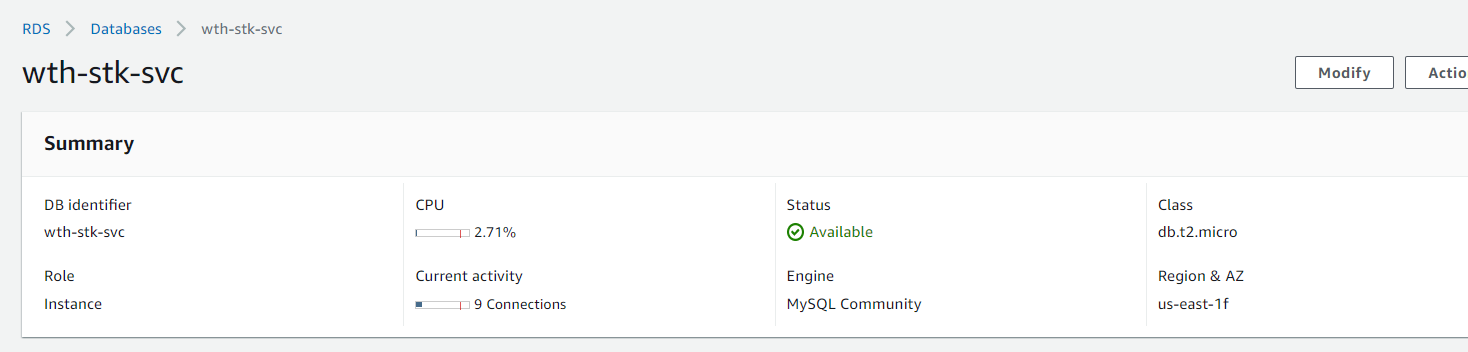 RDS > Databases > wth-stk-svc
wth-stk-svc
Modify
Actio
Summary
DB identifier
wth-stk-svc
CPU
2.71%
Status
Available
Class
db.t2.micro
Role
Instance
Current activity
9 Connections
Engine
MySQL Community
Region & AZ
us-east-1f